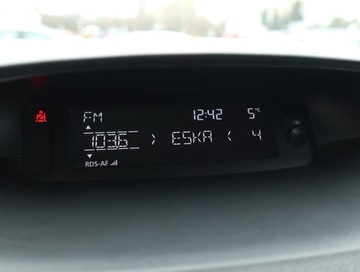 FM 12:42 5°C
103.6 > ESKA < 4
RDS-AF